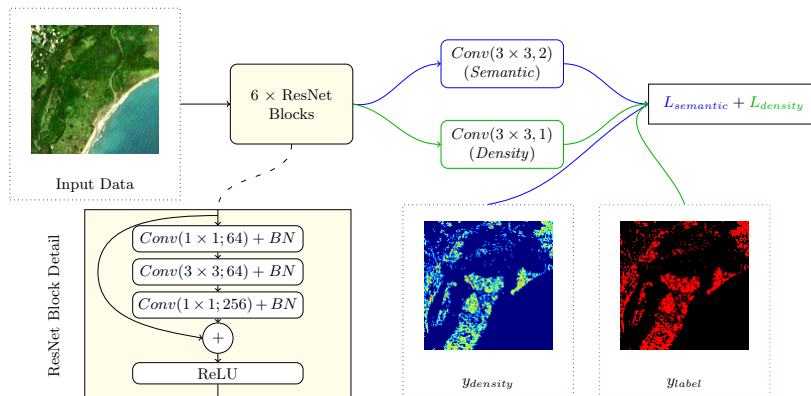 Input Data
6 × ResNet
Blocks
Conv(3 × 3, 2)
(Semantic)
Conv(3 × 3, 1)
(Density)
L_semantic + L_density
ResNet Block Detail
Conv(1 × 1; 64) + BN
Conv(3 × 3; 64) + BN
Conv(1 × 1; 256) + BN
+
ReLU
y_density
y_label